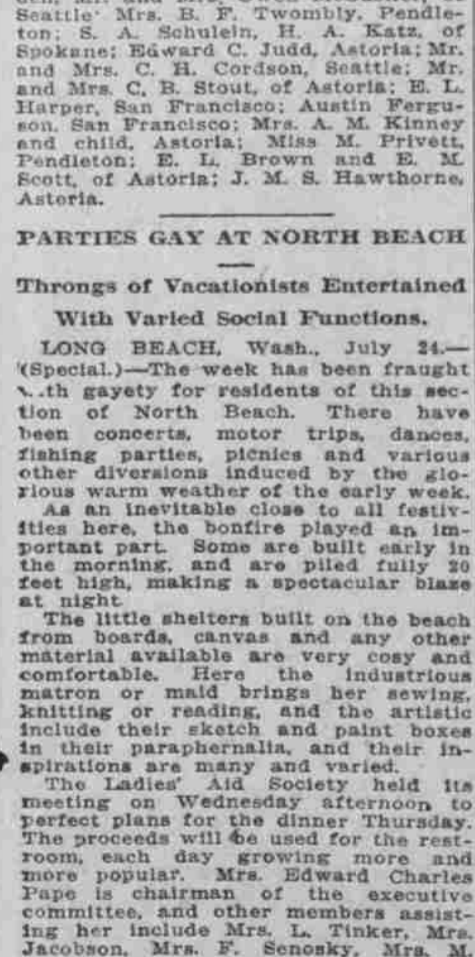 Seattle; Mrs. B. F. Twombly, Pendle-
ton; S. A. Schulein, H. A. Katz, of
Spokane; Edward C. Judd, Astoria; Mr.
and Mrs. C. H. Cordson, Seattle; Mr.
and Mrs. C. B. Stout, of Astoria; E. L.
Harper, San Francisco; Austin Fergu-
son, San Francisco; Mrs. A. M. Kinney
and child, Astoria; Miss M. Privett,
Pendleton; E. L. Brown and E. M.
Scott, of Astoria; J. M. S. Hawthorne,
Astoria.
PARTIES GAY AT NORTH BEACH
Throngs of Vacationists Entertained
With Varied Social Functions.
LONG BEACH, Wash., July 24.—
(Special.)—The week has been fraught
..th gayety for residents of this sec-
tion of North Beach. There have
been concerts, motor trips, dances,
fishing parties, picnics and various
other diversions induced by the glo-
rious warm weather of the early week.
As an inevitable close to all festiv-
ities here, the bonfire played an im-
portant part. Some are built early in
the morning, and are piled fully 20
feet high, making a spectacular blaze
at night.
The little shelters built on the beach
from boards, canvas and any other
material available are very cosy and
comfortable. Here the industrious
matron or maid brings her sewing,
knitting or reading, and the artistic
include their sketch and paint boxes
in their paraphernalia, and their in-
spirations are many and varied.
The Ladies' Aid Society held its
meeting on Wednesday afternoon to
perfect plans for the dinner Thursday.
The proceeds will be used for the rest-
room, each day growing more and
more popular. Mrs. Edward Charles
Pape is chairman of the executive
committee, and other members assist-
ing her include Mrs. L. Tinker, Mrs.
Jacobson, Mrs. F. Senosky, Mrs. M.